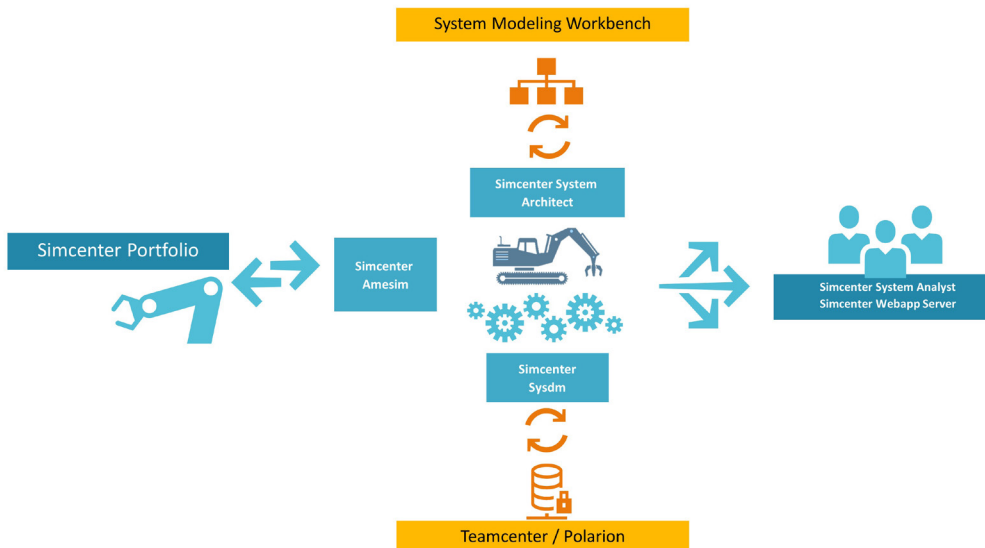 System Modeling Workbench
Simcenter System
Architect
Simcenter Portfolio
Simcenter
Amesim
Simcenter System Analyst
Simcenter Webapp Server
Simcenter
Sysdm
Teamcenter / Polarion